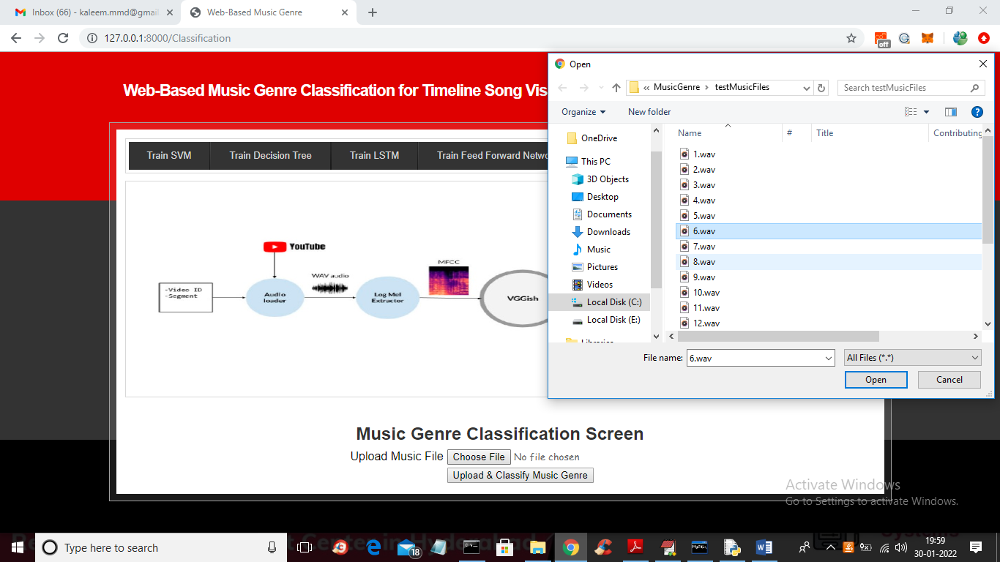 Inbox (66) - kaleem.mmd@gmail
Web-Based Music Genre
127.0.0.1:8000/Classification
off
Web-Based Music Genre Classification for Timeline Song Vis
Train SVM
Train Decision Tree
Train LSTM
Train Feed Forward Netwo
YouTube
-Video ID
-Segment
Audio
loader
WAV audio
Log Mel
Extractor
MFCC
VGGish
Open
« MusicGenre › testMusicFiles
Search testMusicFiles
Organize
New folder
OneDrive
This PC
3D Objects
Desktop
Documents
Downloads
Music
Pictures
Videos
Local Disk (C:)
Local Disk (E:)
Libraries
Name
#
Title
Contributing
1.wav
2.wav
3.wav
4.wav
5.wav
6.wav
7.wav
8.wav
9.wav
10.wav
11.wav
12.wav
File name: 6.wav
All Files (*.*)
Open
Cancel
Music Genre Classification Screen
Upload Music File Choose File No file chosen
Upload & Classify Music Genre
Activate Windows
Go to Settings to activate Windows.
Type here to search
18
MySQL
19:59
30-01-2022